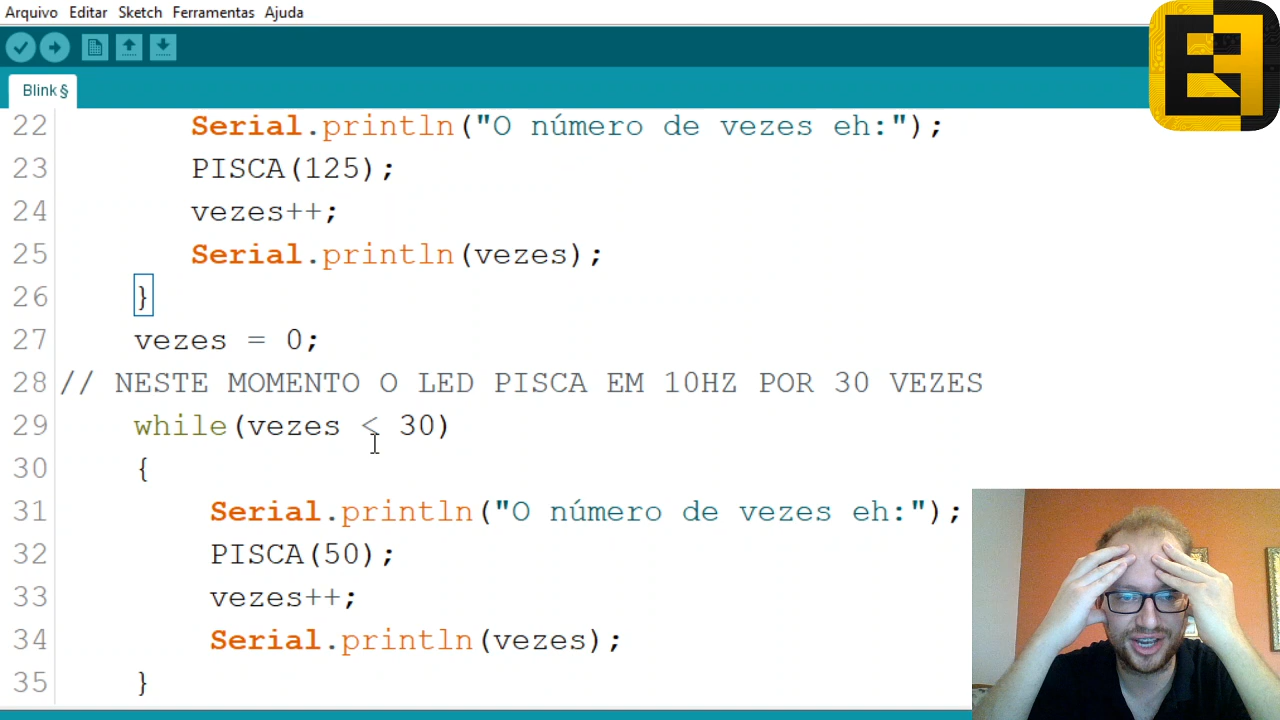 Arquivo Editar Sketch Ferramentas Ajuda
Blink §
22 Serial.println("O número de vezes eh:");
23 PISCA(125);
24 vezes++;
25 Serial.println(vezes);
26 }
27 vezes = 0;
28 // NESTE MOMENTO O LED PISCA EM 10HZ POR 30 VEZES
29 while(vezes < 30)
30 {
31 Serial.println("O número de vezes eh:");
32 PISCA(50);
33 vezes++;
34 Serial.println(vezes);
35 }